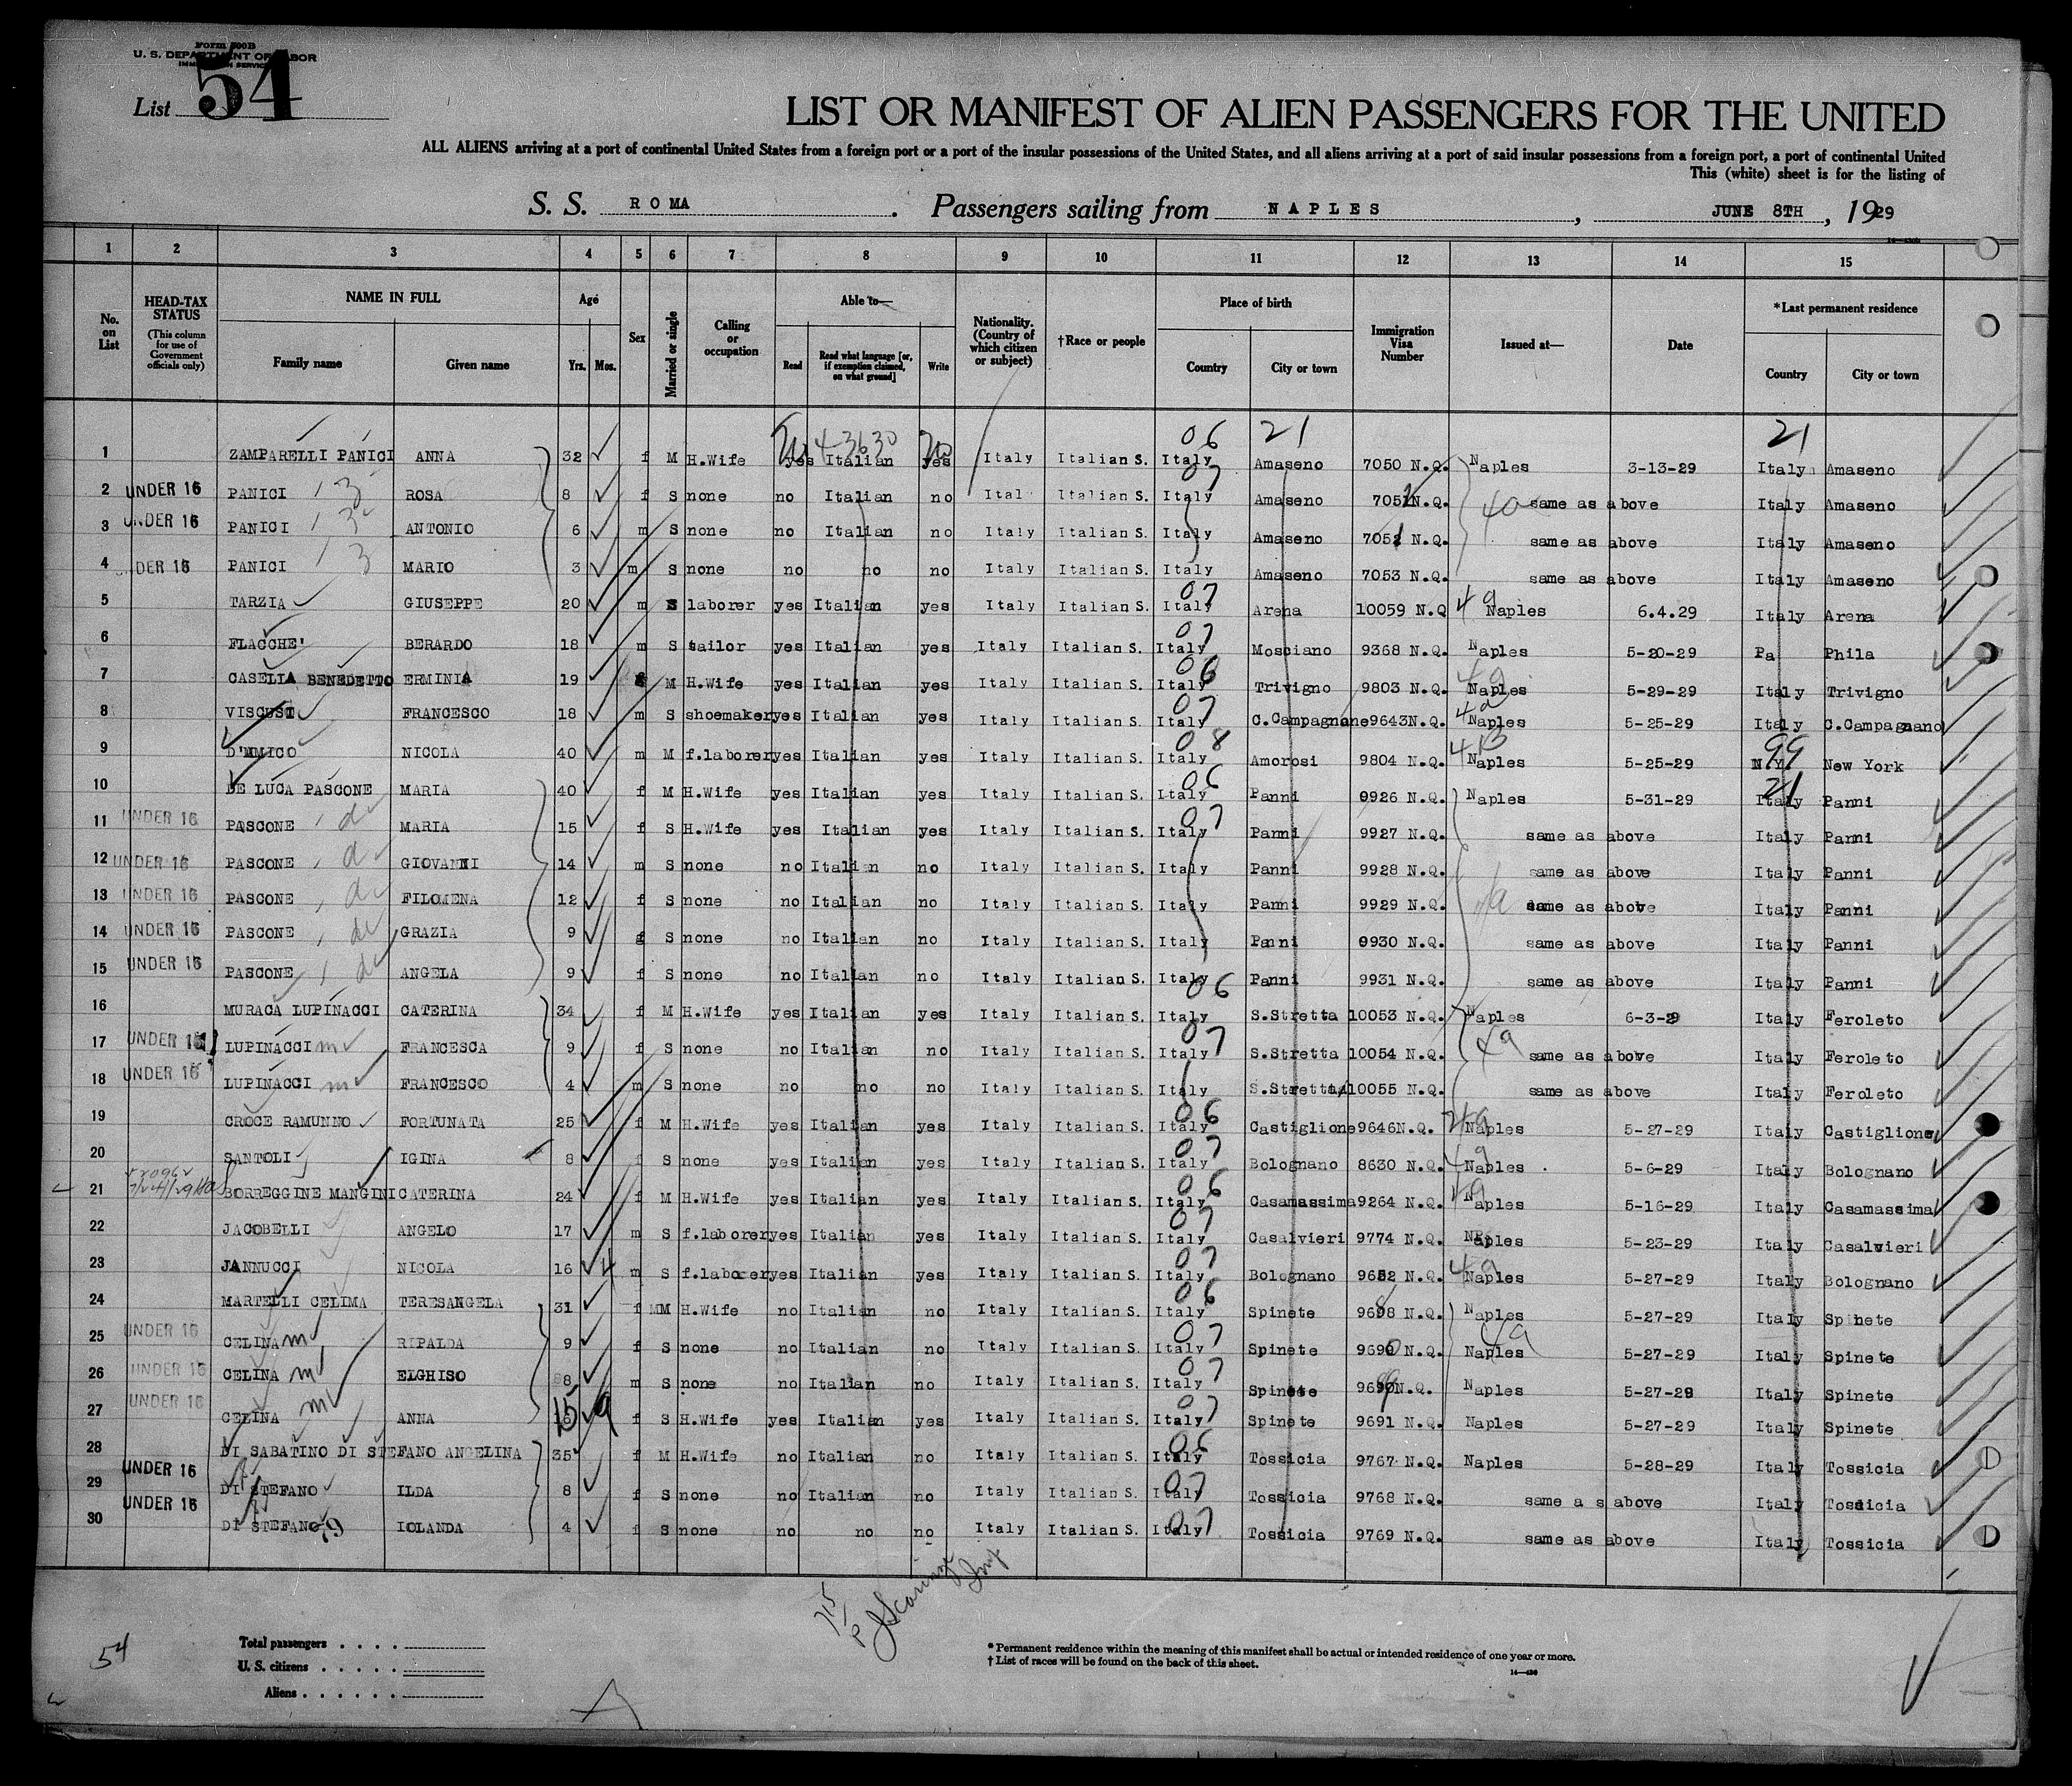 Form 500B
U. S. DEPARTMENT OF LABOR
IMMIGRATION SERVICE
List 54
LIST OR MANIFEST OF ALIEN PASSENGERS FOR THE UNITED
ALL ALIENS arriving at a port of continental United States from a foreign port or a port of the insular possessions of the United States, and all aliens arriving at a port of said insular possessions from a foreign port, a port of continental United
This (white) sheet is for the listing of
S. S. ROMA . Passengers sailing from NAPLES , JUNE 8TH , 1929
1 2 3 4 5 6 7 8 9 10 11 12 13 14 15
No. on List
HEAD-TAX STATUS (This column for use of Government officials only)
NAME IN FULL Family name Given name
Age Yrs. Mos.
Sex
Married or single
Calling or occupation
Able to— Read Read what language [or, if exemption claimed, on what ground] Write
Nationality. (Country of which citizen or subject)
†Race or people
Place of birth Country City or town
Immigration Visa Number
Issued at—
Date
*Last permanent residence Country City or town
06 21 21
1 ZAMPARELLI PANICI ANNA 32 f M H.Wife yes Italian yes Italy Italian S. Italy Amaseno 7050 N.Q. Naples 3-13-29 Italy Amaseno
2 UNDER 16 PANICI ROSA 8 f S none no Italian no Ital Italian S. Italy Amaseno 7052 N.Q. same as above Italy Amaseno
3 UNDER 16 PANICI ANTONIO 6 m S none no Italian no Italy Italian S. Italy Amaseno 7051 N.Q. same as above Italy Amaseno
4 DER 16 PANICI MARIO 3 m S none no no no Italy Italian S. Italy Amaseno 7053 N.Q. same as above Italy Amaseno
5 TARZIA GIUSEPPE 20 m S laborer yes Italian yes Italy Italian S. Italy Arena 10059 N.Q Naples 6.4.29 Italy Arena
6 FLACCHE' BERARDO 18 m S tailor yes Italian yes Italy Italian S. Italy Mosciano 9368 N.Q. Naples 5-20-29 Pa Phila
7 CASELIA BENEDETTO ERMINIA 19 f M H.Wife yes Italian yes Italy Italian S. Italy Trivigno 9803 N.Q. Naples 5-29-29 Italy Trivigno
8 VISCUSI FRANCESCO 18 m S shoemaker yes Italian yes Italy Italian S. Italy C.Campagnano 9643N.Q. Naples 5-25-29 Italy C.Campagnano
9 D'MMICO NICOLA 40 m M f.laborer yes Italian yes Italy Italian S. Italy Amorosi 9804 N.Q. Naples 5-25-29 N.Y. New York
10 DE LUCA PASCONE MARIA 40 f M H.Wife yes Italian yes Italy Italian S. Italy Panni 9926 N.Q. Naples 5-31-29 Italy Panni
11 UNDER 16 PASCONE MARIA 15 f S H.Wife yes Italian yes Italy Italian S. Italy Panni 9927 N.Q. same as above Italy Panni
12 UNDER 16 PASCONE GIOVANNI 14 m S none no Italian no Italy Italian S. Italy Panni 9928 N.Q. same as above Italy Panni
13 UNDER 16 PASCONE FILOMENA 12 f S none no Italian no Italy Italian S. Italy Panni 9929 N.Q. same as above Italy Panni
14 UNDER 16 PASCONE GRAZIA 9 f S none no Italian no Italy Italian S. Italy Panni 9930 N.Q. same as above Italy Panni
15 UNDER 16 PASCONE ANGELA 9 f S none no Italian no Italy Italian S. Italy Panni 9931 N.Q. same as above Italy Panni
16 MURACA LUPINACCI CATERINA 34 f M H.Wife yes Italian yes Italy Italian S. Italy S.Stretta 10053 N.Q. Naples 6-3-29 Italy Feroleto
17 UNDER 16 LUPINACCI FRANCESCA 9 f S none no Italian no Italy Italian S. Italy S.Stretta 10054 N.Q. same as above Italy Feroleto
18 UNDER 16 LUPINACCI FRANCESCO 4 m S none no no no Italy Italian S. Italy S.Stretta 10055 N.Q. same as above Italy Feroleto
19 CROCE RAMUNNO FORTUNATA 25 f M H.Wife yes Italian yes Italy Italian S. Italy Castiglione 9646N.Q. Naples 5-27-29 Italy Castiglione
20 SANTOLI IGINA 8 f S none yes Italian yes Italy Italian S. Italy Bolognano 8630 N.Q. Naples 5-6-29 Italy Bolognano
21 BORREGGINE MANGINI CATERINA 24 f M H.Wife yes Italian yes Italy Italian S. Italy Casamassima 9264 N.Q. Naples 5-16-29 Italy Casamassima
22 JACOBELLI ANGELO 17 m S f.laborer yes Italian yes Italy Italian S. Italy Casalvieri 9774 N.Q. Naples 5-23-29 Italy Casalvieri
23 JANNUCCI NICOLA 16 4 m S f.laborer yes Italian yes Italy Italian S. Italy Bolognano 9652 N.Q. Naples 5-27-29 Italy Bolognano
24 MARTELLI CELIMA TERESANGELA 31 f M H.Wife no Italian no Italy Italian S. Italy Spinete 9688 N.Q. Naples 5-27-29 Italy Spinete
25 UNDER 16 CELINA RIPALDA 9 f S none no Italian no Italy Italian S. Italy Spinete 9690 N.Q. Naples 5-27-29 Italy Spinete
26 UNDER 16 CELINA ELGHISO 8 m S none no Italian no Italy Italian S. Italy Spinete 9689 N.Q. Naples 5-27-29 Italy Spinete
27 UNDER 16 CELINA ANNA 15 9 f S H.Wife yes Italian yes Italy Italian S. Italy Spinete 9691 N.Q. Naples 5-27-29 Italy Spinete
28 DI SABATINO DI STEFANO ANGELINA 35 f M H.Wife no Italian no Italy Italian S. Italy Tossicia 9767 N.Q. Naples 5-28-29 Italy Tossicia
29 UNDER 16 DI STEFANO ILDA 8 f S none no Italian no Italy Italian S. Italy Tossicia 9768 N.Q. same as above Italy Tossicia
30 UNDER 16 DI STEFANO IOLANDA 4 f S none no no no Italy Italian S. Italy Tossicia 9769 N.Q. same as above Italy Tossicia
54
Total passengers
U. S. citizens
Aliens
*Permanent residence within the meaning of this manifest shall be actual or intended residence of one year or more.
†List of races will be found on the back of this sheet.